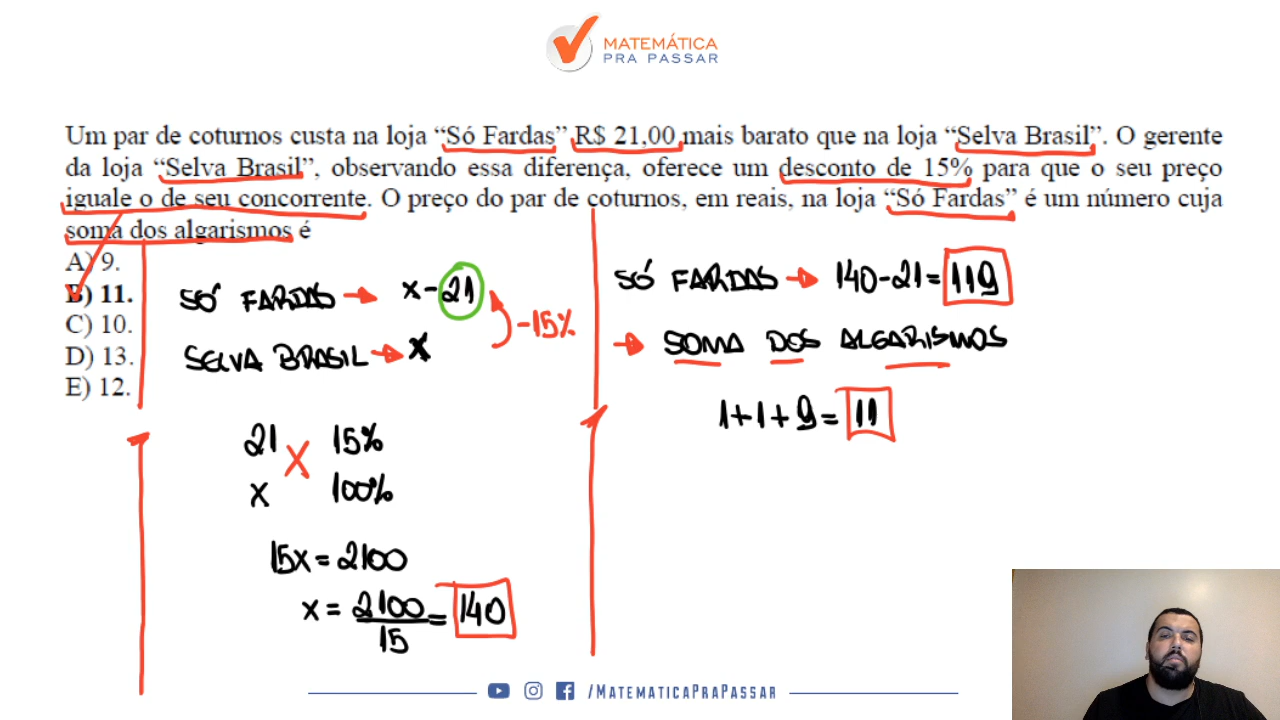 MATEMÁTICA
PRA PASSAR
Um par de coturnos custa na loja “Só Fardas” R$ 21,00 mais barato que na loja “Selva Brasil”. O gerente
da loja “Selva Brasil”, observando essa diferença, oferece um desconto de 15% para que o seu preço
iguale o de seu concorrente. O preço do par de coturnos, em reais, na loja “Só Fardas” é um número cuja
soma dos algarismos é
A) 9.
B) 11.
C) 10.
D) 13.
E) 12.
SÓ FARDAS → x - 21
-15%
SELVA BRASIL → x
21 15%
x 100%
15x = 2100
x = 2100/15 = 140
SÓ FARDAS → 140-21= 119
→ SOMA DOS ALGARISMOS
1+1+9= 11
/MATEMATICAPRAPASSAR